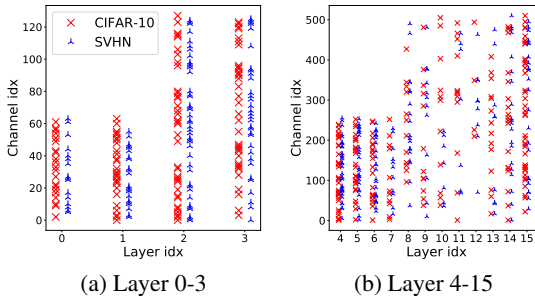 CIFAR-10
SVHN
Channel idx
120
100
80
60
40
20
0
0 1 2 3
Layer idx
(a) Layer 0-3
Channel idx
500
400
300
200
100
0
4 5 6 7 8 9 10 11 12 13 14 15
Layer idx
(b) Layer 4-15